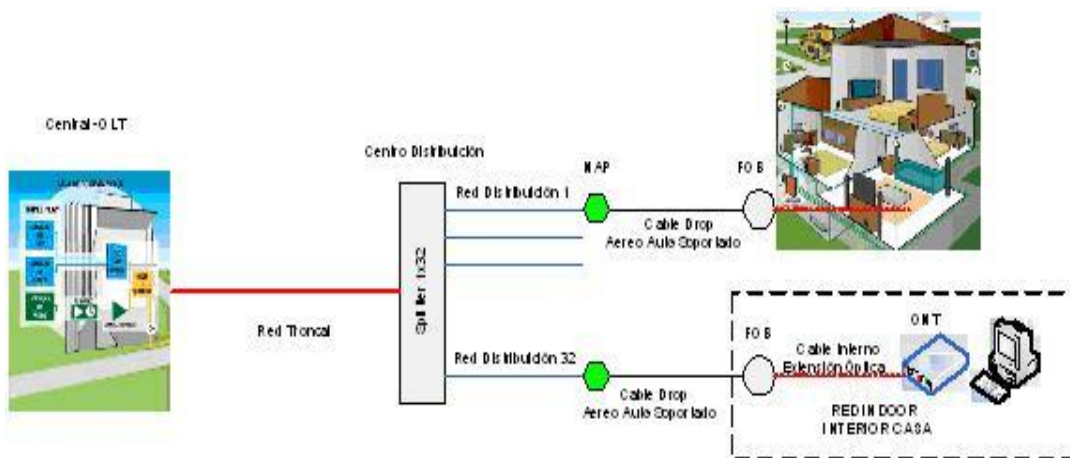 Central-OLT
Centro Distribución
Red Distribución 1
NAP
FOB
Cable Drop
Aereo Auto Soportado
Splitter 1x32
Red Troncal
Red Distribución 32
Cable Drop
Aereo Auto Soportado
FOB
Cable Interno
Extensión Óptica
ONT
RED INDOOR
INTERIOR CASA